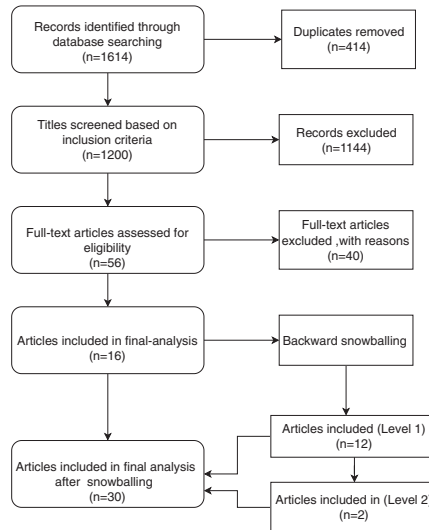 Records identified through
database searching
(n=1614)
Duplicates removed
(n=414)
Titles screened based on
inclusion criteria
(n=1200)
Records excluded
(n=1144)
Full-text articles assessed for
eligibility
(n=56)
Full-text articles
excluded ,with reasons
(n=40)
Articles included in final-analysis
(n=16)
Backward snowballing
Articles included (Level 1)
(n=12)
Articles included in final analysis
after snowballing
(n=30)
Articles included in (Level 2)
(n=2)